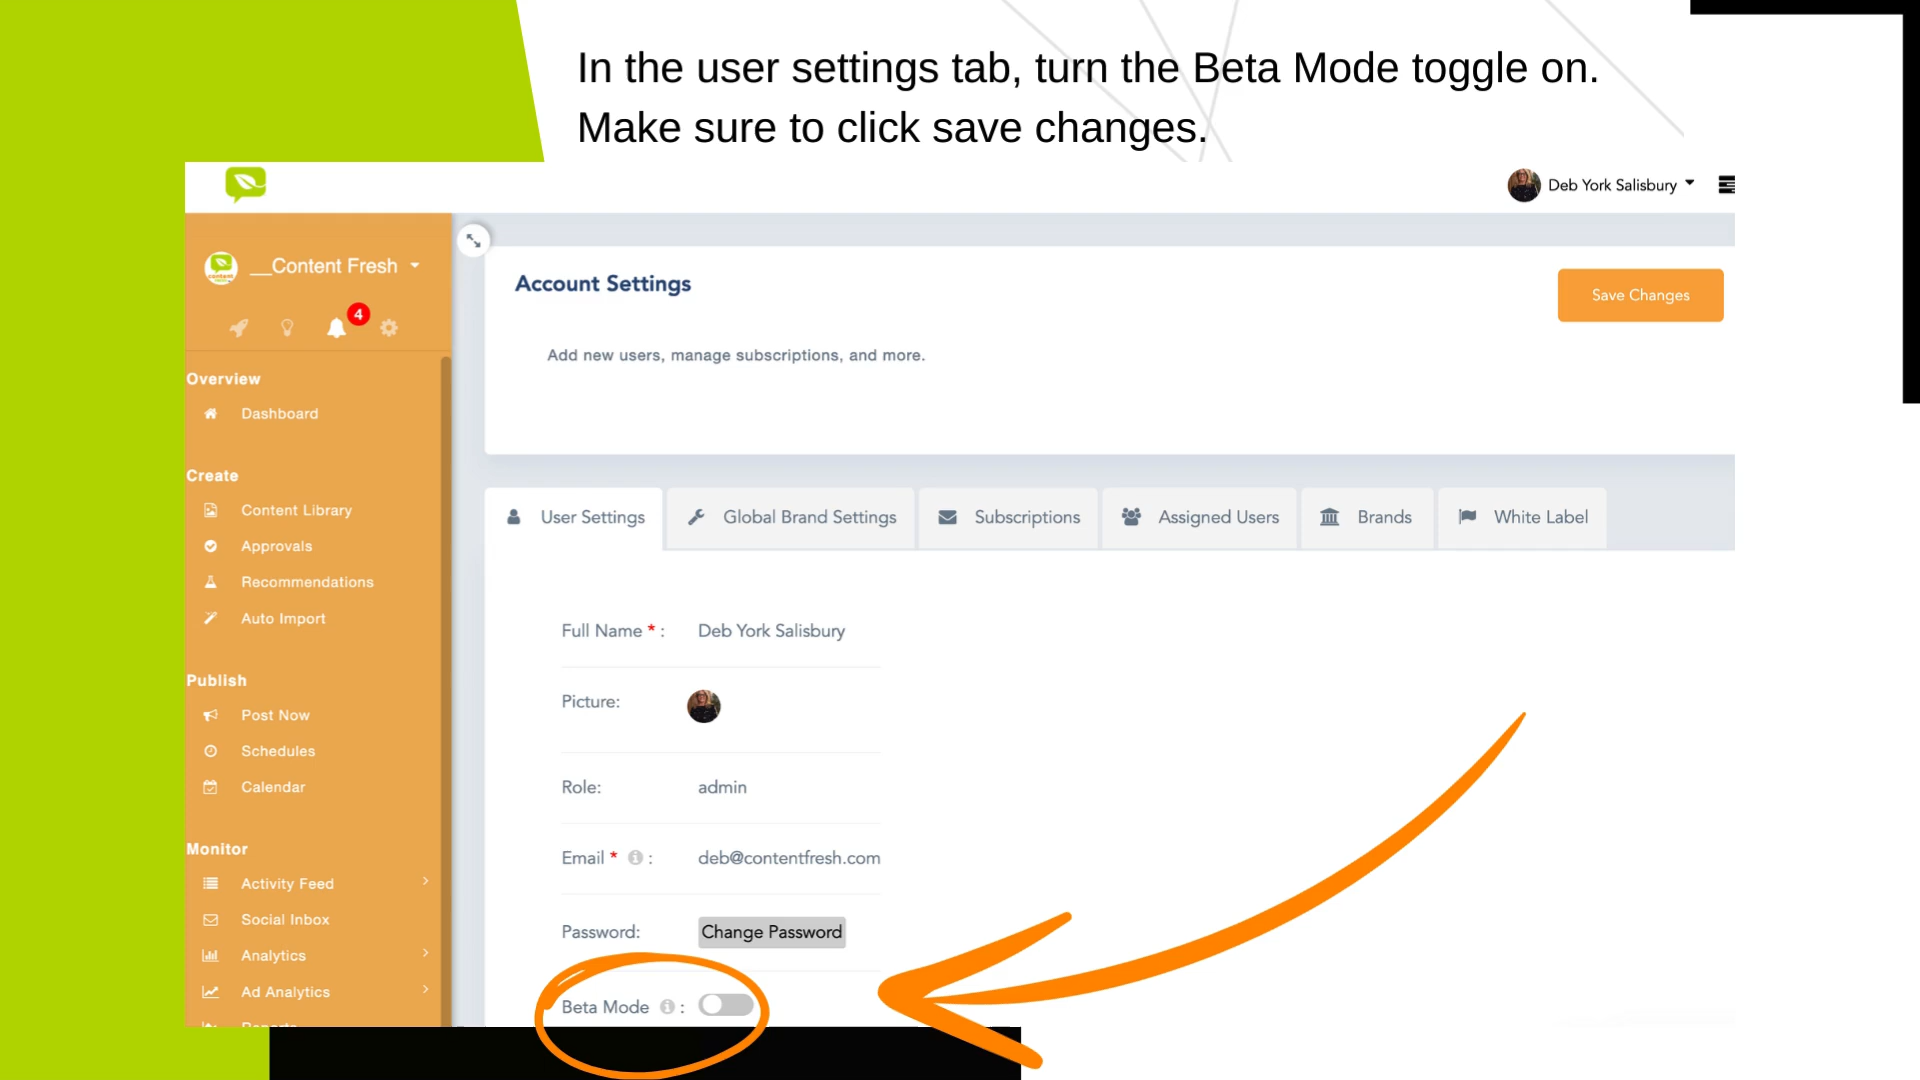 In the user settings tab, turn the Beta Mode toggle on.
Make sure to click save changes.
Deb York Salisbury
__Content Fresh
4
Overview
Dashboard
Create
Content Library
Approvals
Recommendations
Auto Import
Publish
Post Now
Schedules
Calendar
Monitor
Activity Feed
Social Inbox
Analytics
Ad Analytics
Account Settings
Save Changes
Add new users, manage subscriptions, and more.
User Settings
Global Brand Settings
Subscriptions
Assigned Users
Brands
White Label
Full Name * : Deb York Salisbury
Picture:
Role: admin
Email * : deb@contentfresh.com
Password: Change Password
Beta Mode :